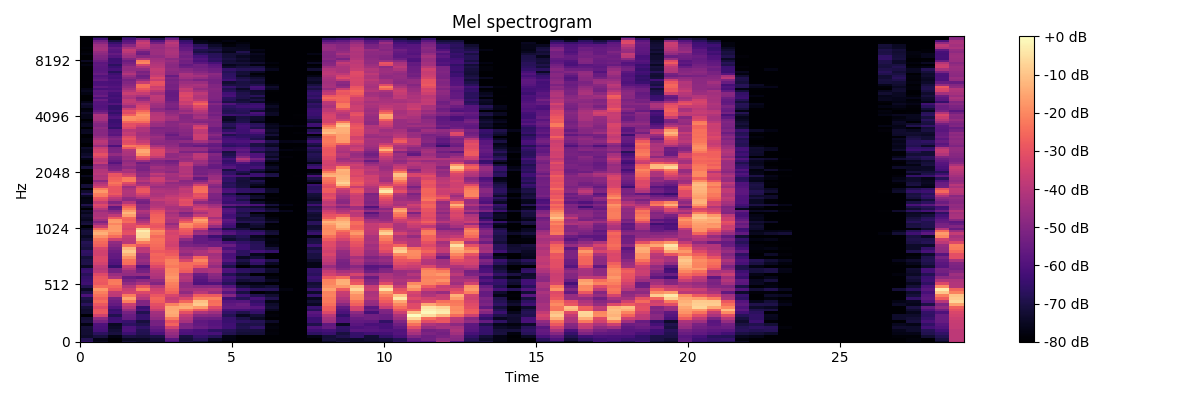 Mel spectrogram
8192
4096
2048
1024
512
0
Hz
0 5 10 15 20 25
Time
+0 dB
-10 dB
-20 dB
-30 dB
-40 dB
-50 dB
-60 dB
-70 dB
-80 dB